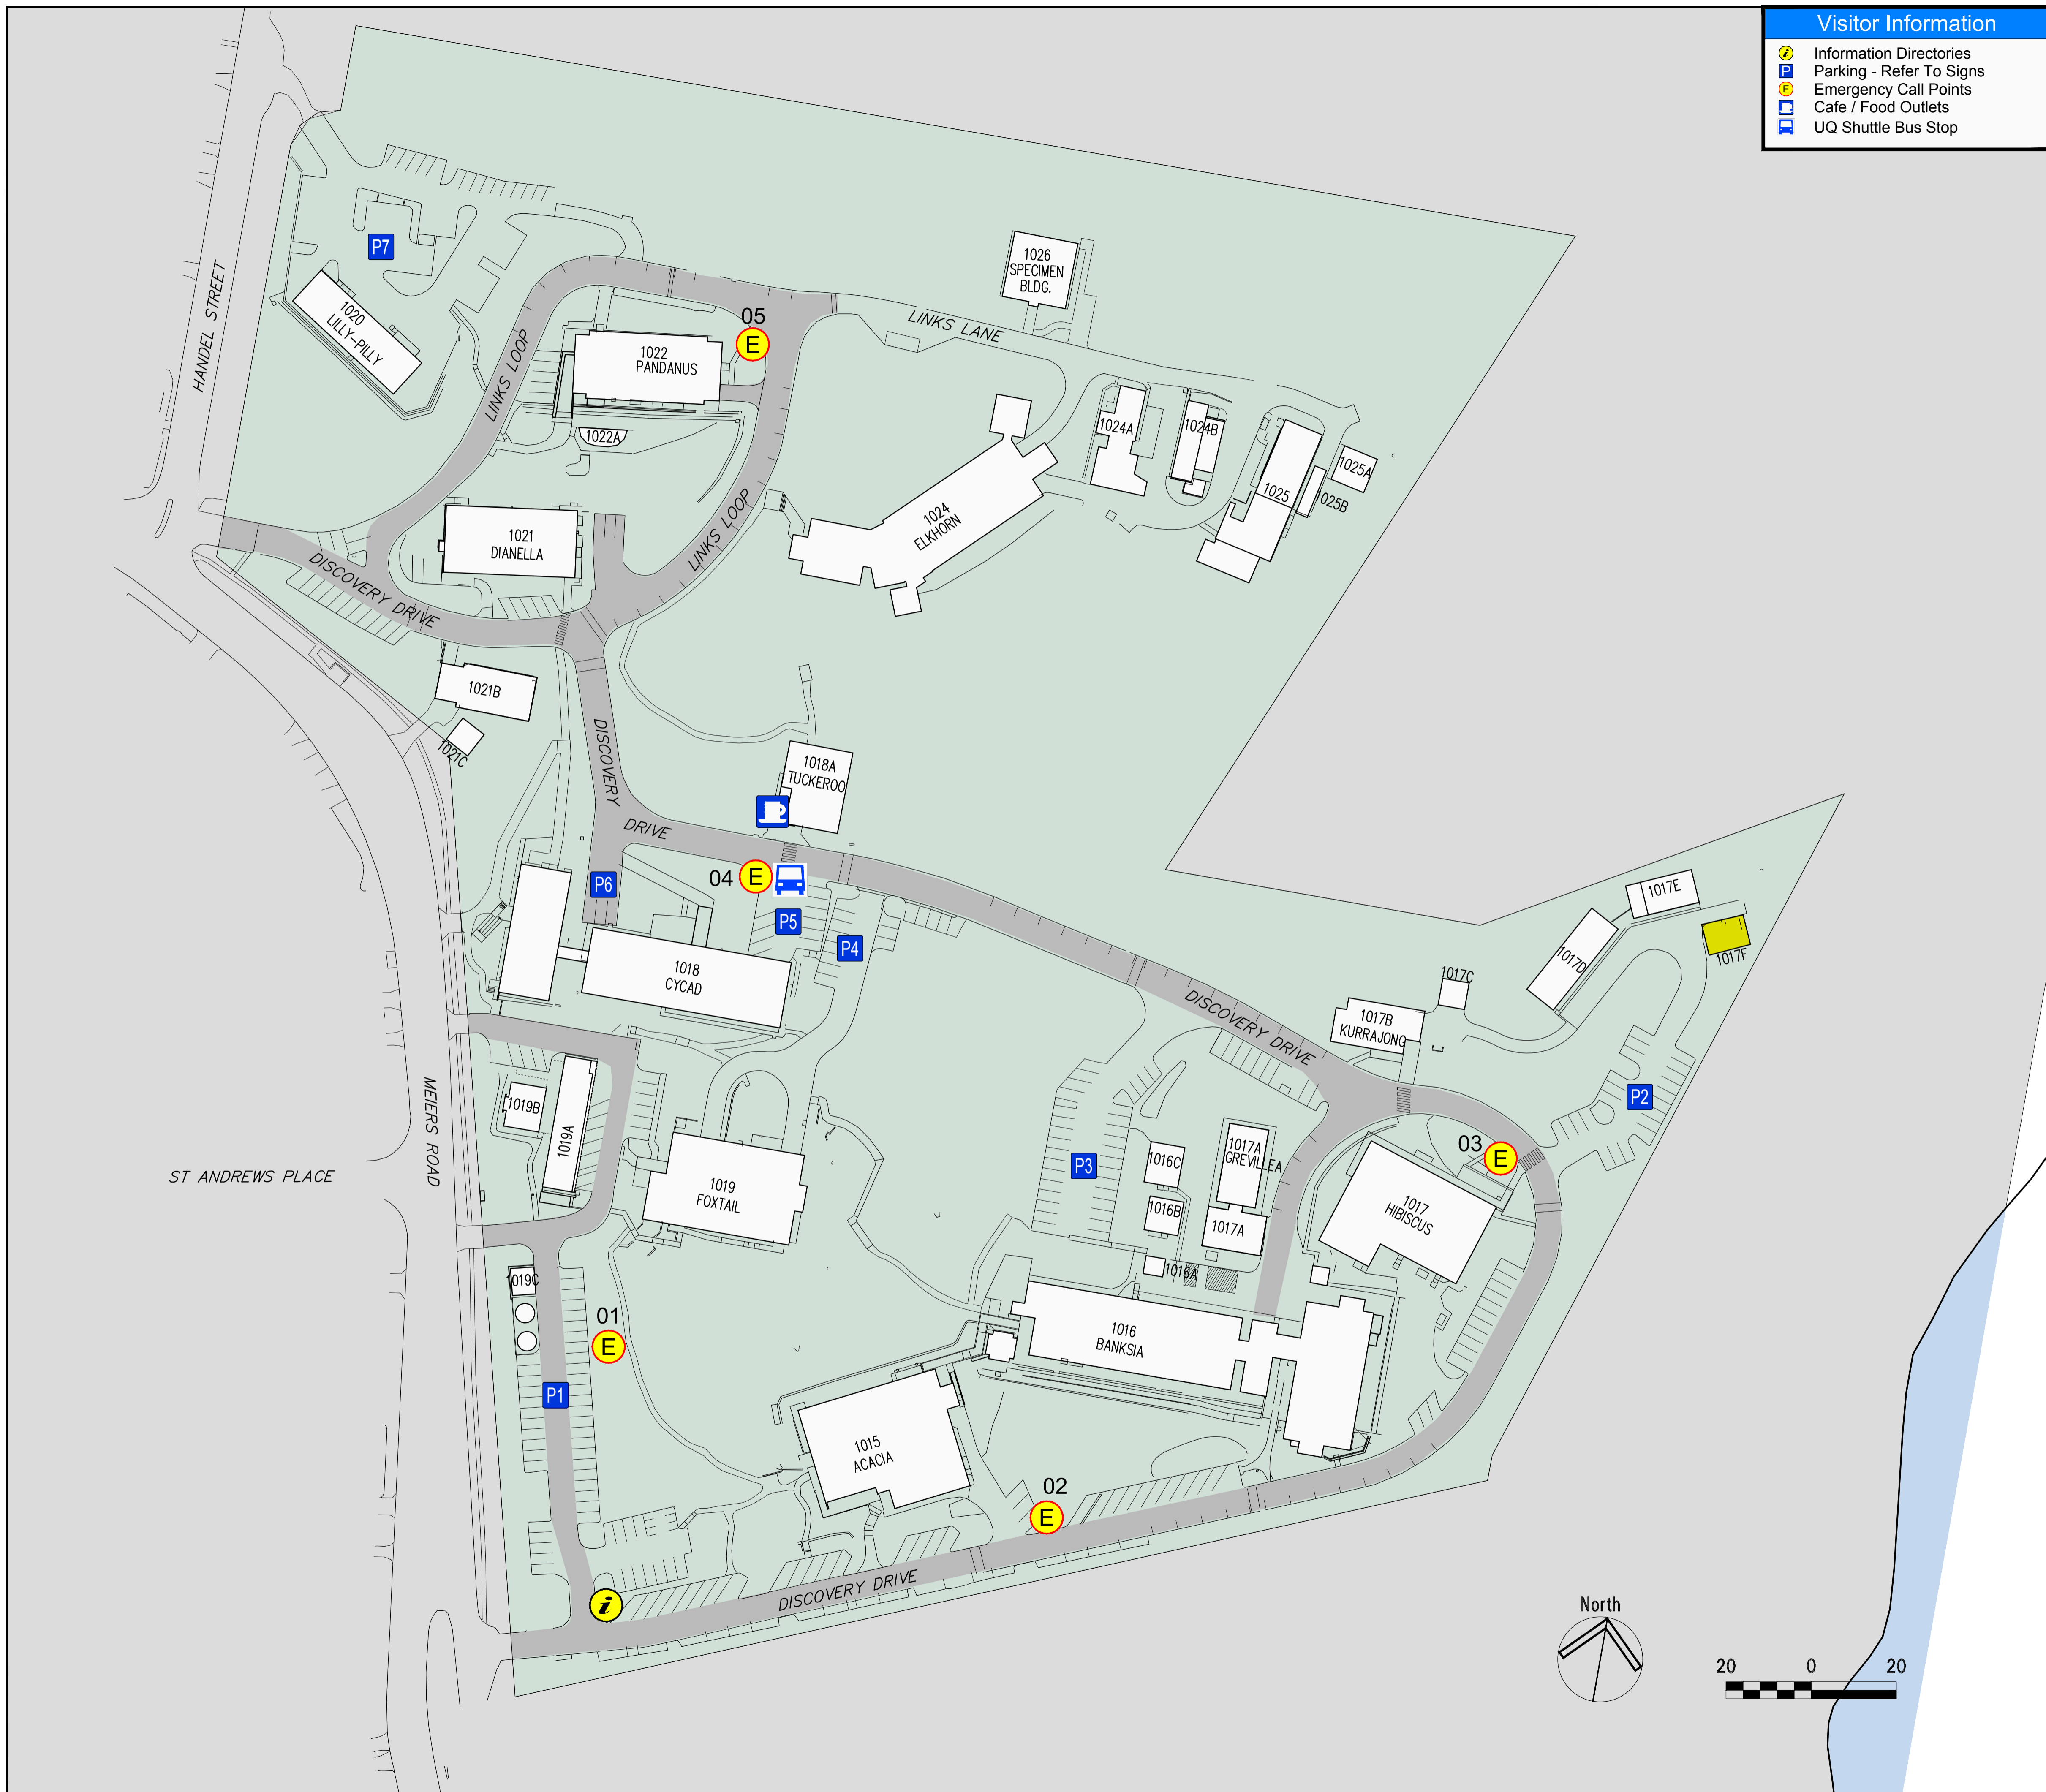 Visitor Information
i Information Directories
P Parking - Refer To Signs
E Emergency Call Points
Cafe / Food Outlets
UQ Shuttle Bus Stop
P7
HANDEL STREET
1020
LILLY-PILLY
LINKS LOOP
1022
PANDANUS
05
E
1022A
LINKS LANE
1026
SPECIMEN
BLDG.
1024A
1024B
1025
1025A
1025B
1024
ELKHORN
LINKS LOOP
1021
DIANELLA
DISCOVERY DRIVE
1021B
1021C
DISCOVERY
DRIVE
1018A
TUCKEROO
04
E
P6
P5
P4
1018
CYCAD
DISCOVERY DRIVE
1017B
KURRAJONG
1017C
1017D
1017E
1017F
P2
03
E
1017
HIBISCUS
1017A
GREVILLEA
1017A
1016C
1016B
1016A
P3
MEIERS ROAD
ST ANDREWS PLACE
1019B
1019A
1019
FOXTAIL
1019C
01
E
P1
1016
BANKSIA
1015
ACACIA
02
E
i
DISCOVERY DRIVE
North
20 0 20